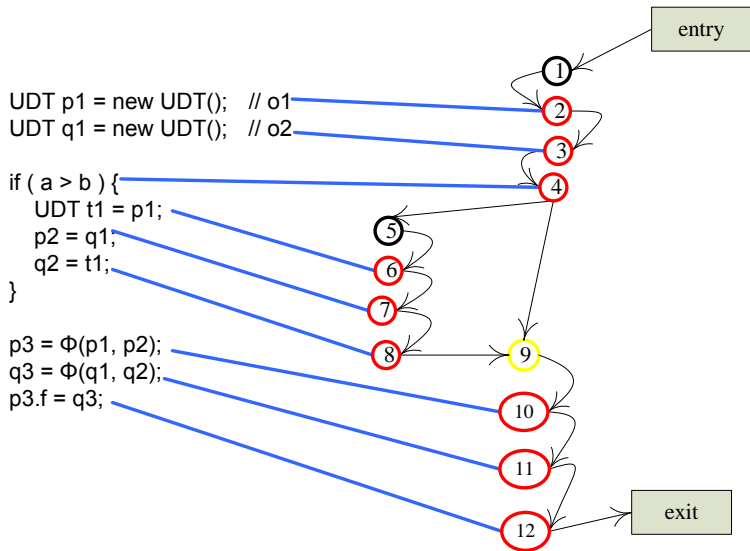 entry
1
UDT p1 = new UDT();   // o1
2
UDT q1 = new UDT();   // o2
3
if ( a > b ) {
4
UDT t1 = p1;
5
p2 = q1;
6
q2 = t1;
7
}
8
9
p3 = Φ(p1, p2);
q3 = Φ(q1, q2);
p3.f = q3;
10
11
12
exit